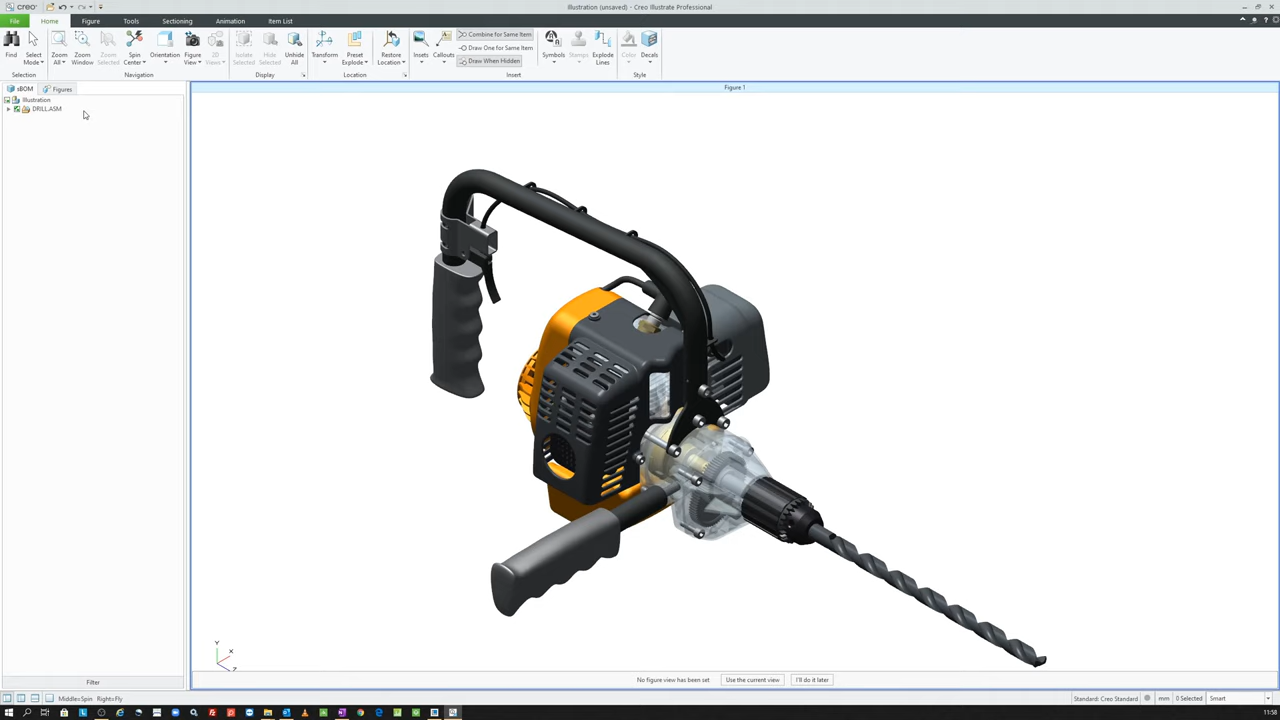 creo
Illustration (unsaved) - Creo Illustrate Professional
File Home Figure Tools Sectioning Animation Item List
Find
Select Mode
Selection
Zoom All
Zoom Window
Zoom Selected
Spin Center
Orientation
Figure View
2D Setting
Navigation
Isolate Selected
Hide Selected
Unhide All
Display
Transform
Preset Explode
Restore Location
Location
Insets
Callouts
Combine for Same Item
Draw One for Same Item
Draw When Hidden
Symbols
Stamps
Explode Lines
Insert
Color
Decals
Style
sBOM Figures
Illustration
DRILL.ASM
Figure 1
Y
X
Z
Filter
No figure view has been set Use the current view I'll do it later
Middle=Spin Right=Fly
Standard: Creo Standard mm 0 Selected Smart
11:58